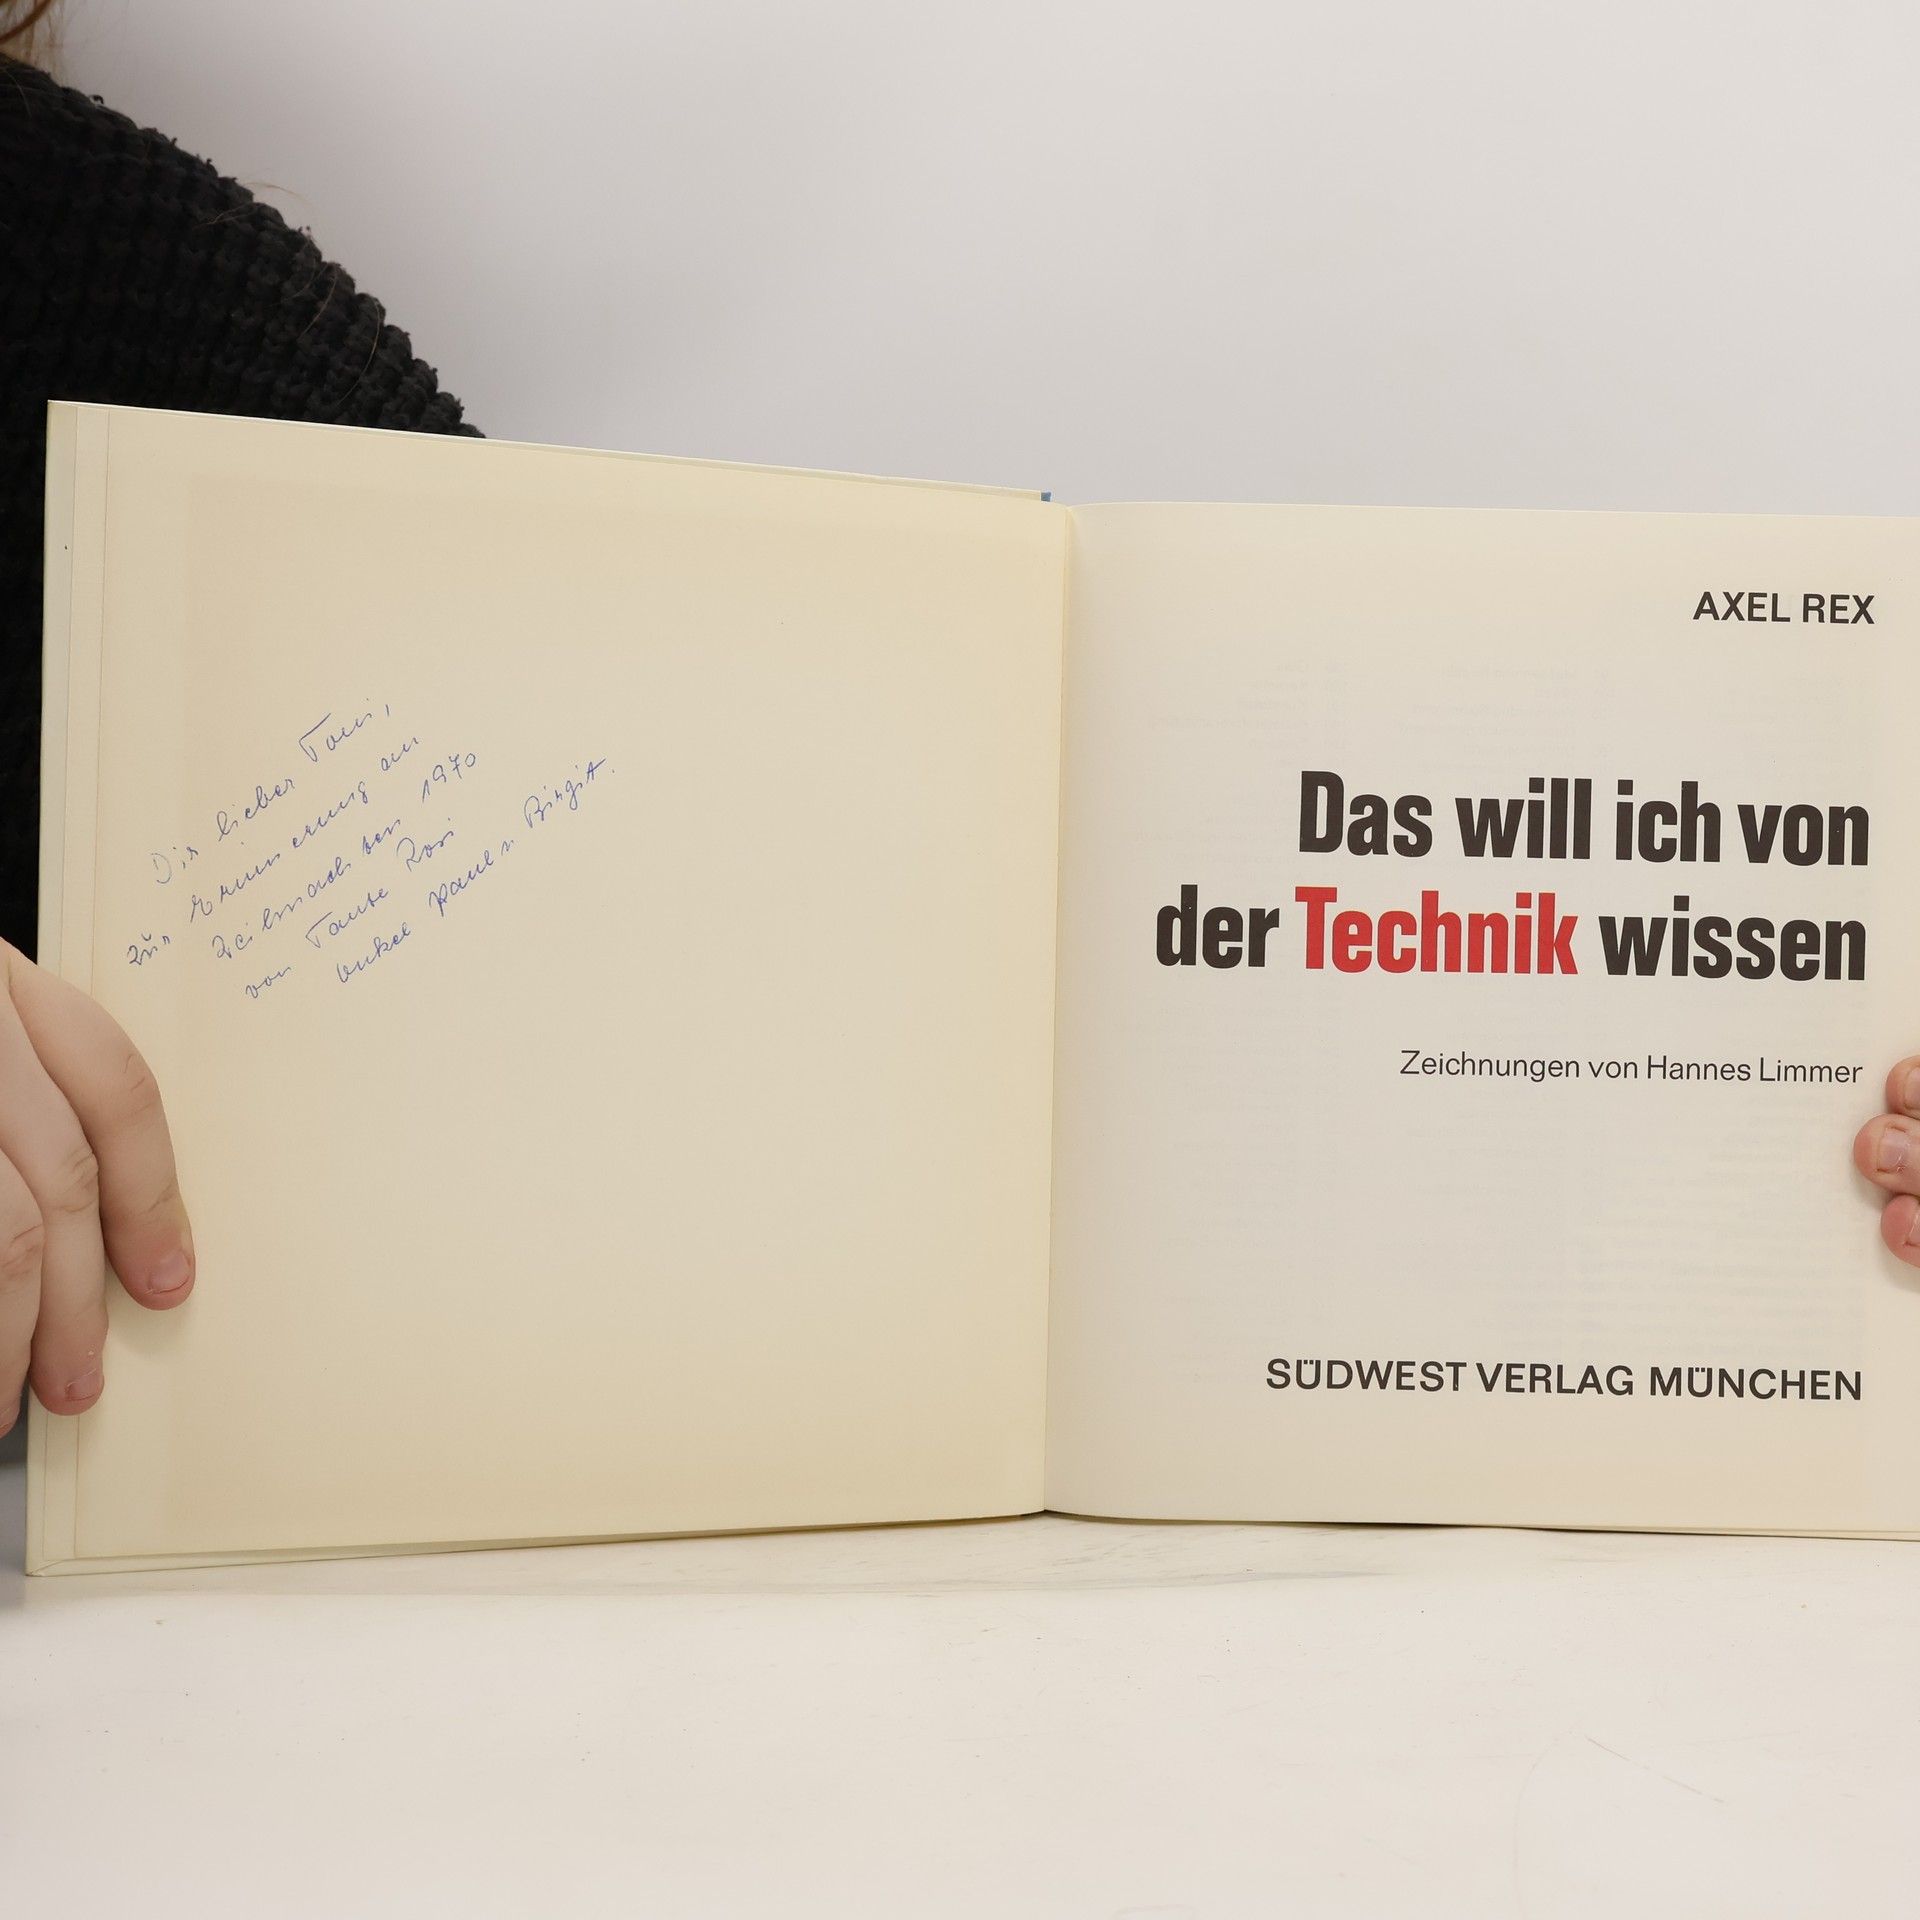 Dir lieber Toni,
zur Erinnerung an
1970
von Tante Rosi
Onkel Paul u. Birgit.
AXEL REX
Das will ich von
der Technik wissen
Zeichnungen von Hannes Limmer
SÜDWEST VERLAG MÜNCHEN